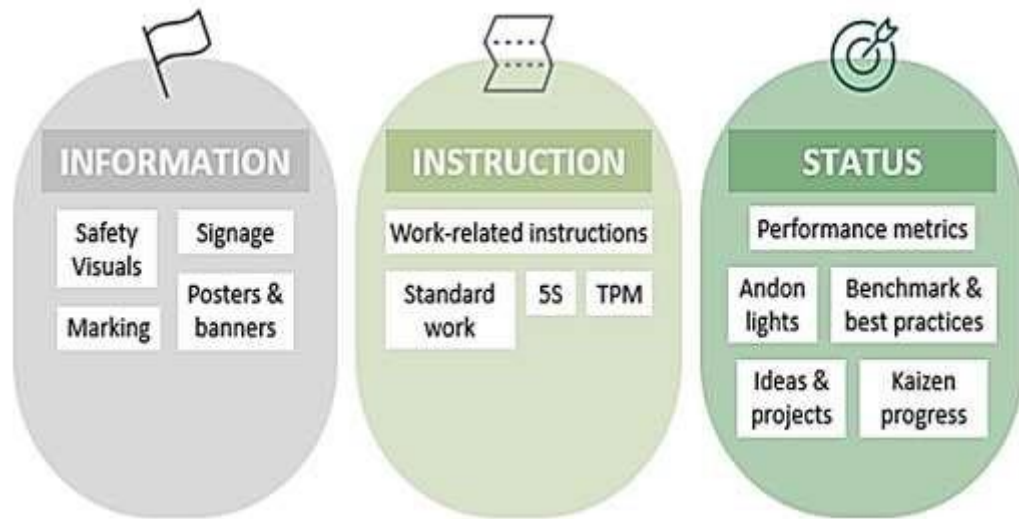 INFORMATION
Safety
Visuals
Signage
Marking
Posters &
banners
INSTRUCTION
Work-related instructions
Standard
work
5S
TPM
STATUS
Performance metrics
Andon
lights
Benchmark &
best practices
Ideas &
projects
Kaizen
progress